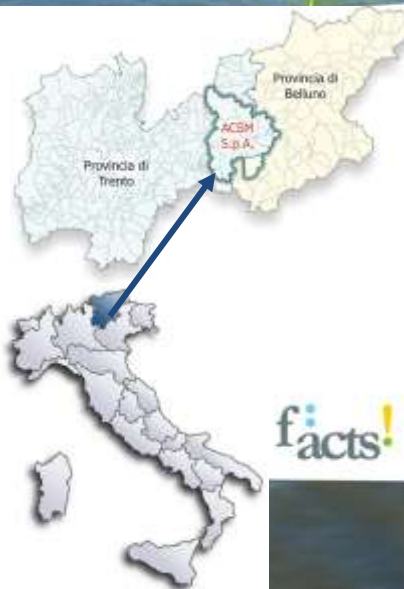 Provincia di
Belluno
ACSM
S.p.A.
Provincia di
Trento
facts!